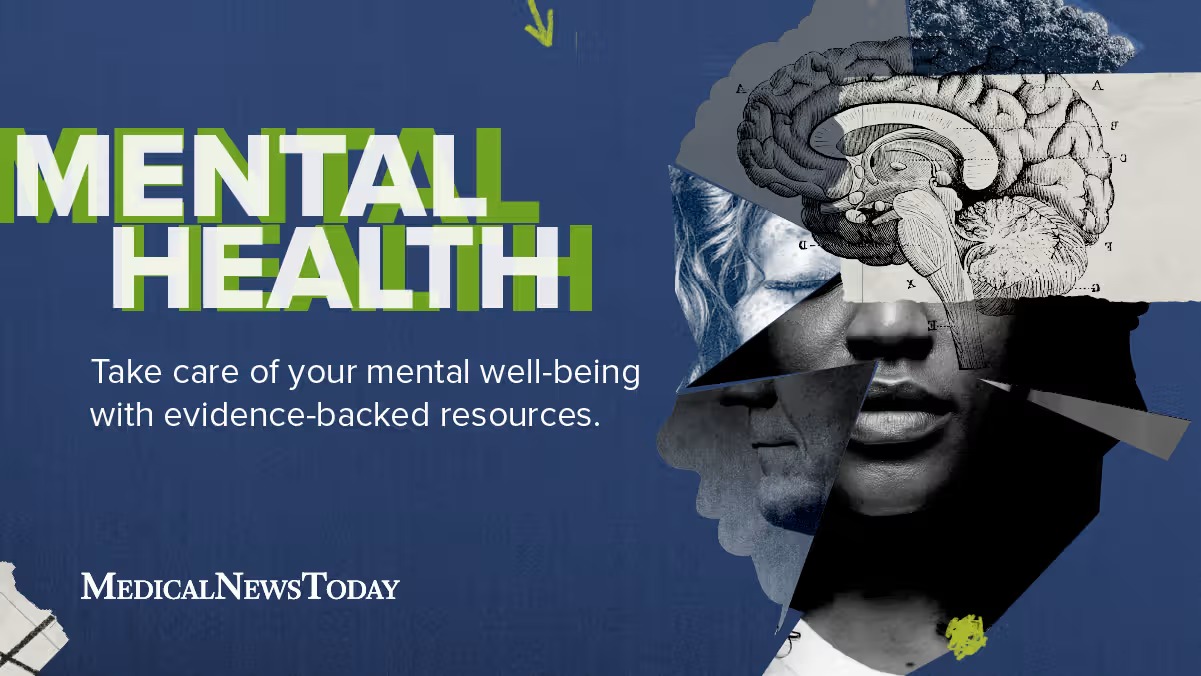 MENTAL
HEALTH
Take care of your mental well-being
with evidence-backed resources.
MEDICALNEWSTODAY